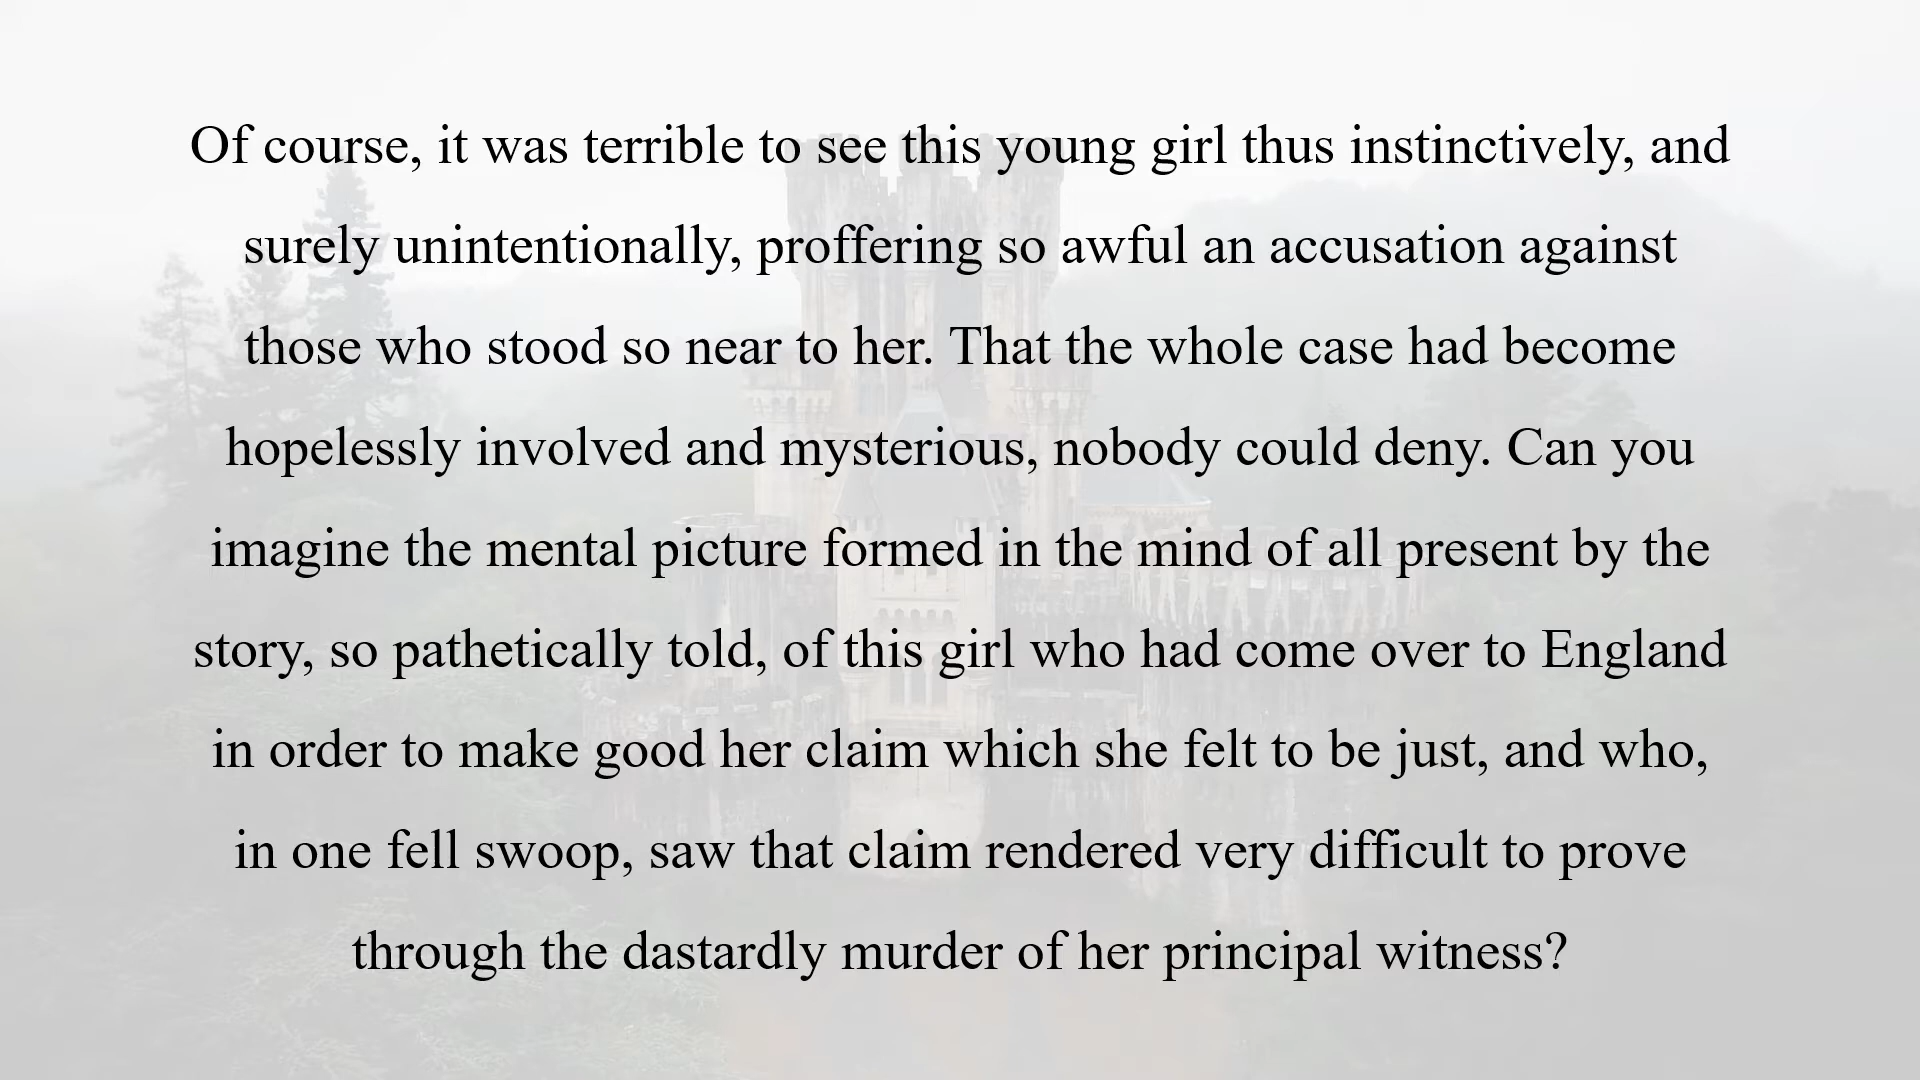 Of course, it was terrible to see this young girl thus instinctively, and
surely unintentionally, proffering so awful an accusation against
those who stood so near to her. That the whole case had become
hopelessly involved and mysterious, nobody could deny. Can you
imagine the mental picture formed in the mind of all present by the
story, so pathetically told, of this girl who had come over to England
in order to make good her claim which she felt to be just, and who,
in one fell swoop, saw that claim rendered very difficult to prove
through the dastardly murder of her principal witness?